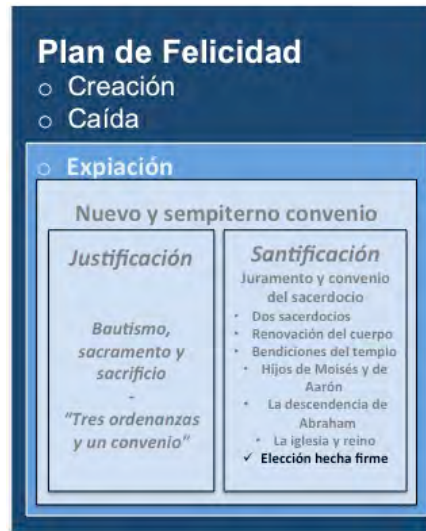 Plan de Felicidad
o Creación
o Caída
o Expiación
Nuevo y sempiterno convenio
Justificación
Bautismo,
sacramento y
sacrificio
-
“Tres ordenanzas
y un convenio”
Santificación
Juramento y convenio
del sacerdocio
• Dos sacerdocios
• Renovación del cuerpo
• Bendiciones del templo
• Hijos de Moisés y de
Aarón
• La descendencia de
Abraham
• La iglesia y reino
✓ Elección hecha firme